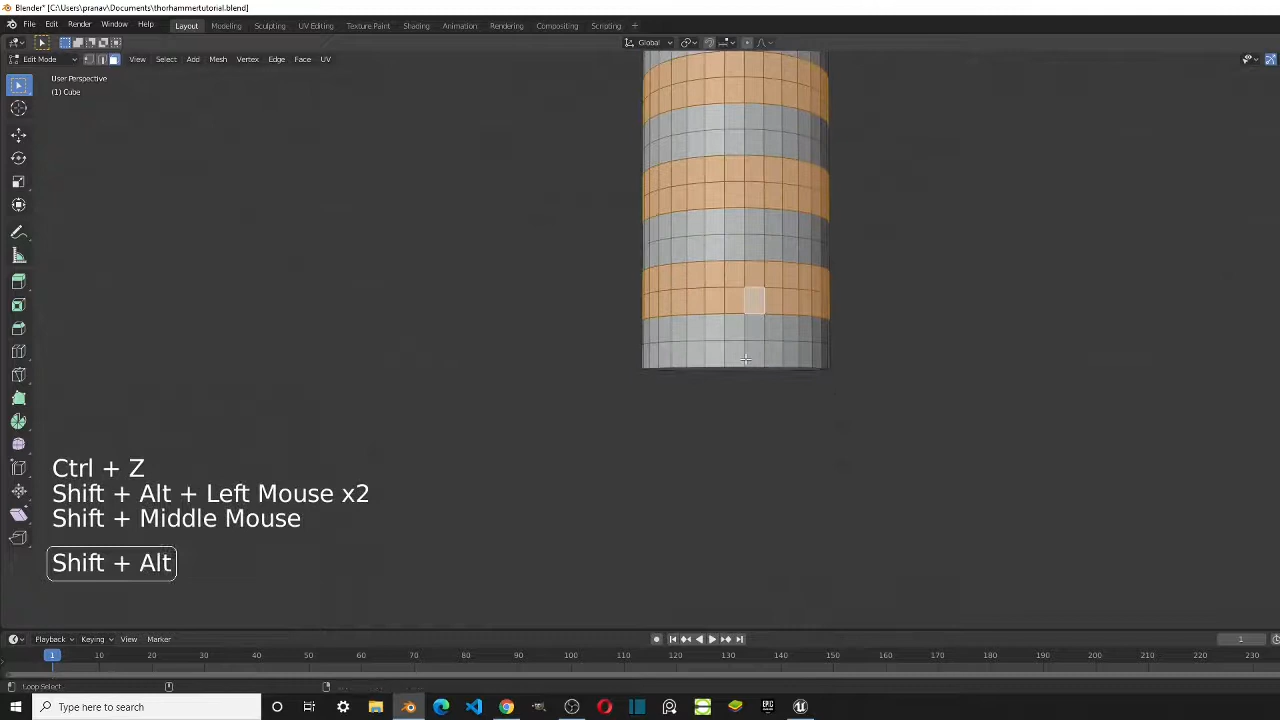 Blender* [C:\Users\pranav\Documents\thorhammertutorial.blend]
File Edit Render Window Help Layout Modeling Sculpting UV Editing Texture Paint Shading Animation Rendering Compositing Scripting +
Global
Edit Mode View Select Add Mesh Vertex Edge Face UV
User Perspective
(1) Cube
Ctrl + Z
Shift + Alt + Left Mouse x2
Shift + Middle Mouse
Shift + Alt
Playback Keying View Marker 1
1 10 20 30 40 50 60 70 80 90 100 110 120 130 140 150 160 170 180 190 200 210 220 230
Loop Select
Type here to search